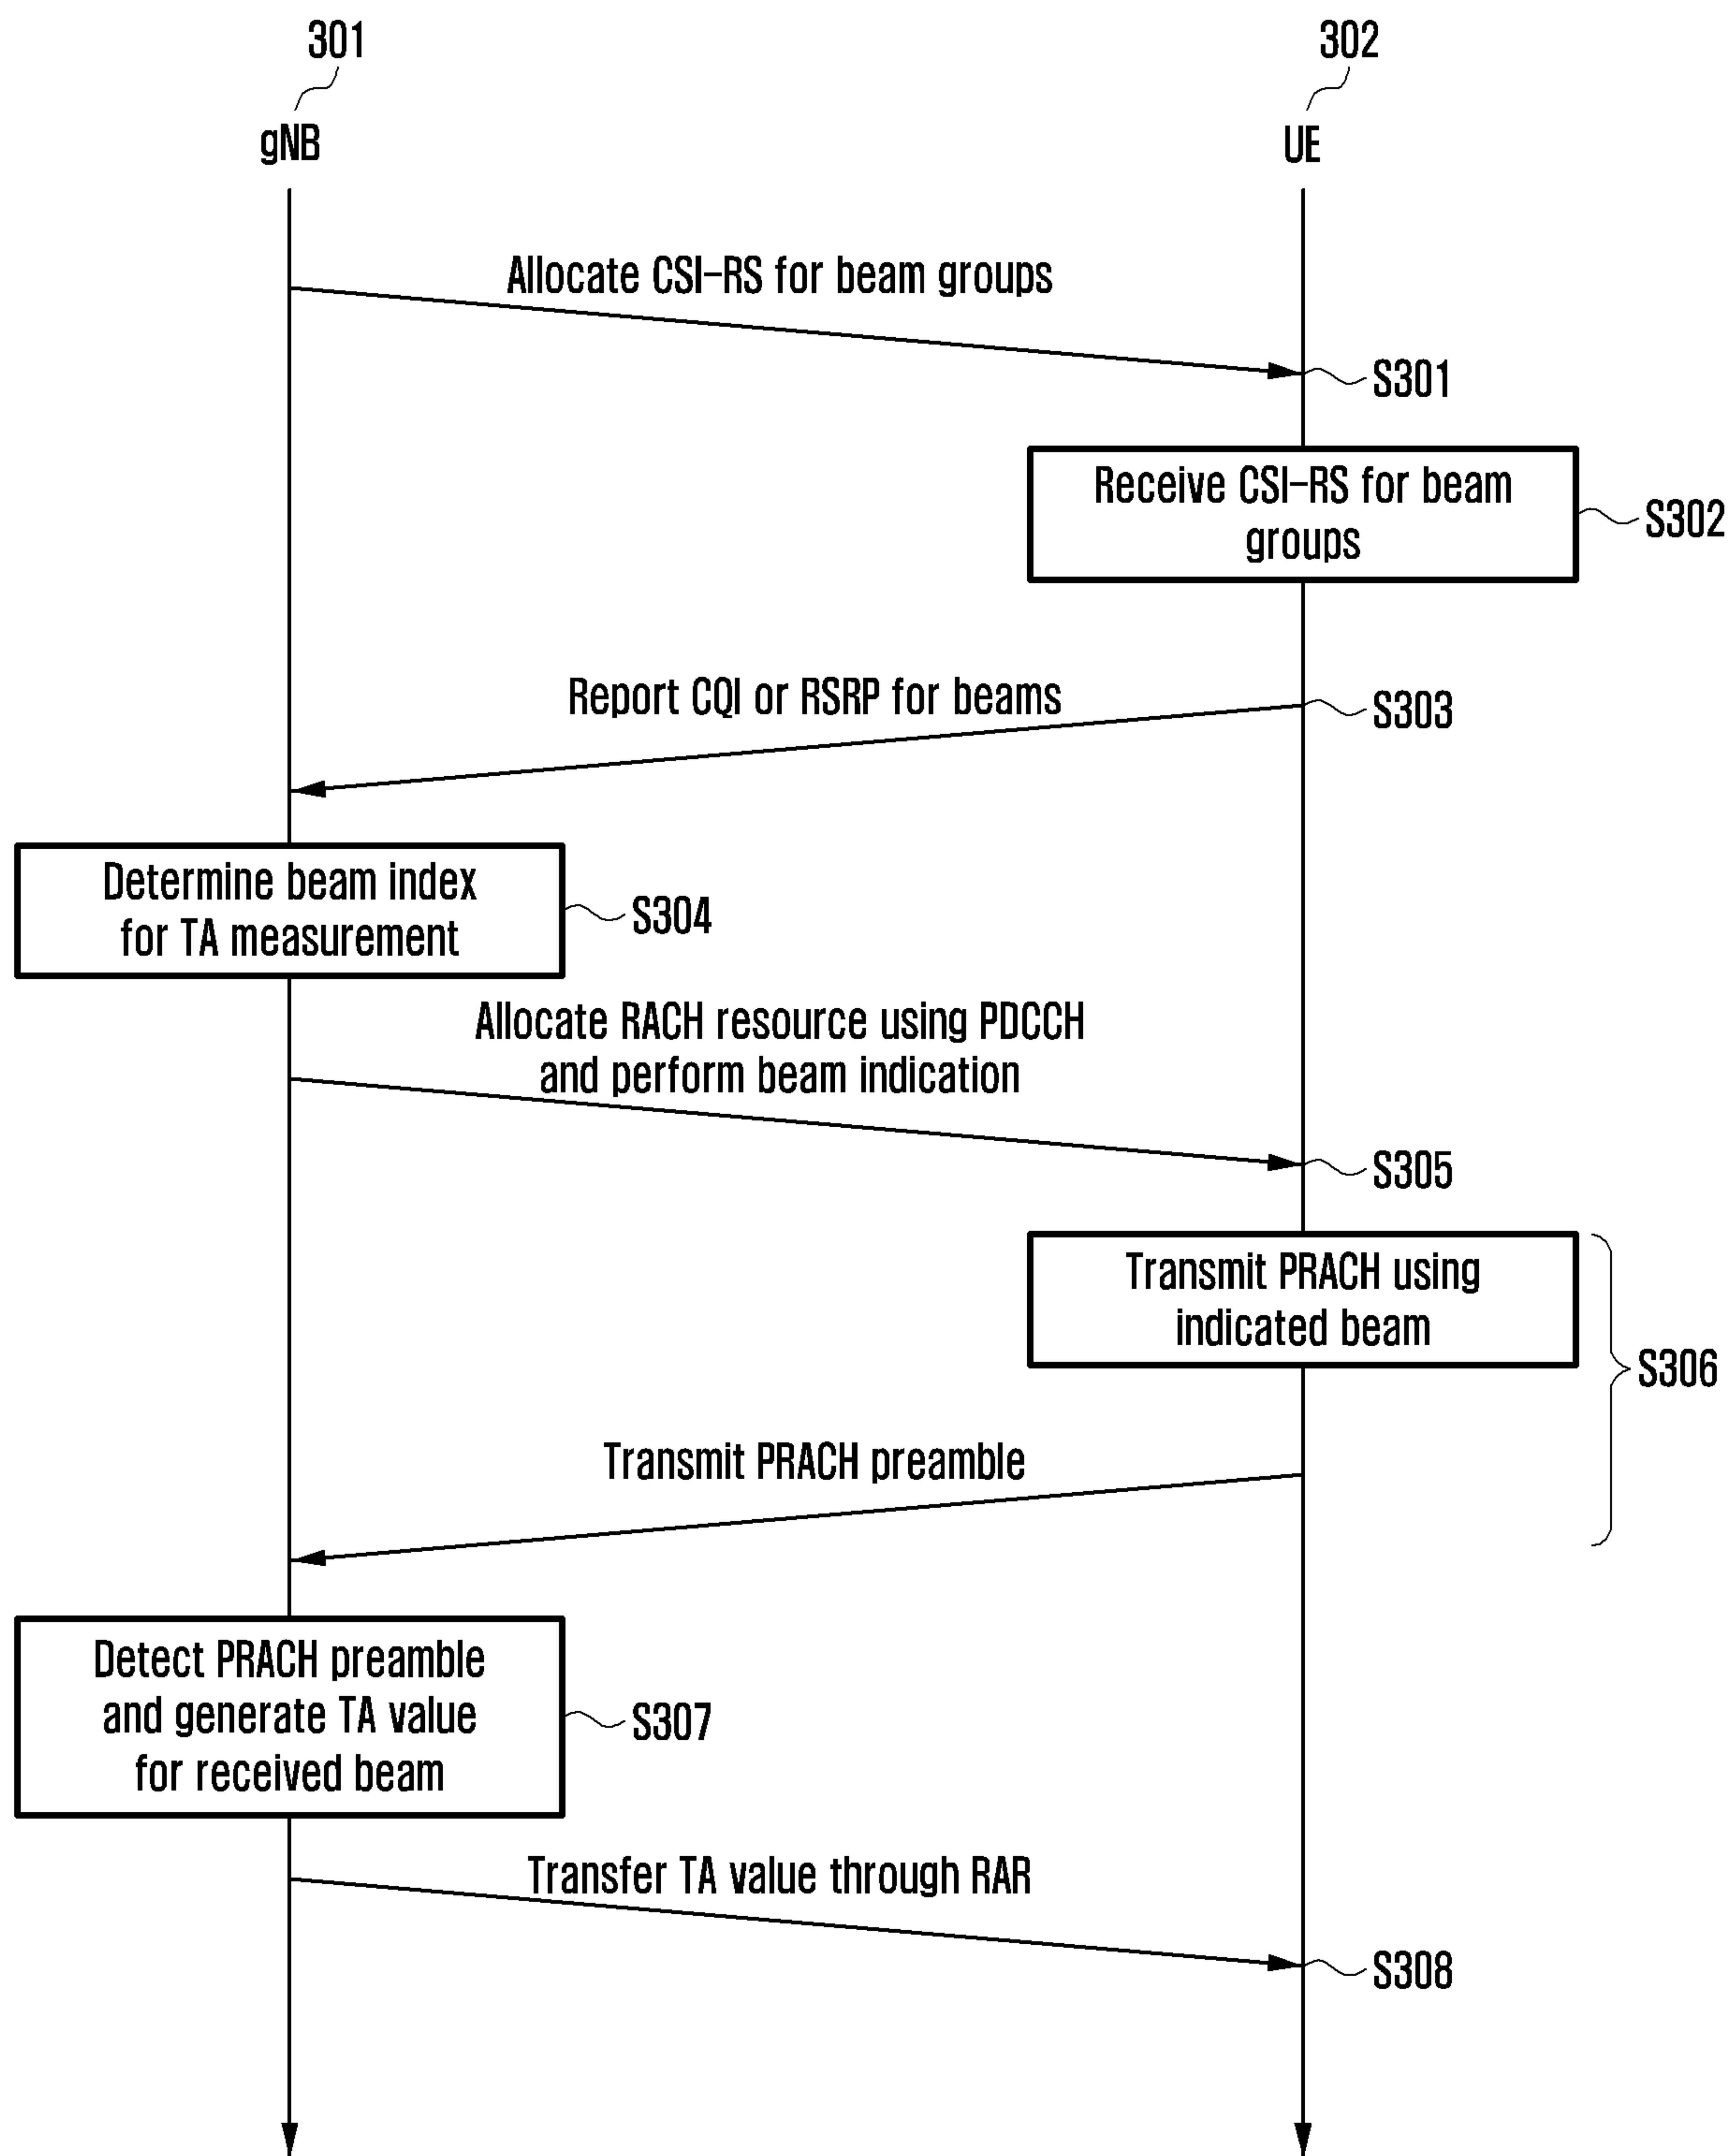 301
302
gNB
UE
Allocate CSI-RS for beam groups
S301
Receive CSI-RS for beam
groups
S302
Report CQI or RSRP for beams
S303
Determine beam index
for TA measurement
S304
Allocate RACH resource using PDCCH
and perform beam indication
S305
Transmit PRACH using
indicated beam
S306
Transmit PRACH preamble
Detect PRACH preamble
and generate TA value
for received beam
S307
Transfer TA value through RAR
S308